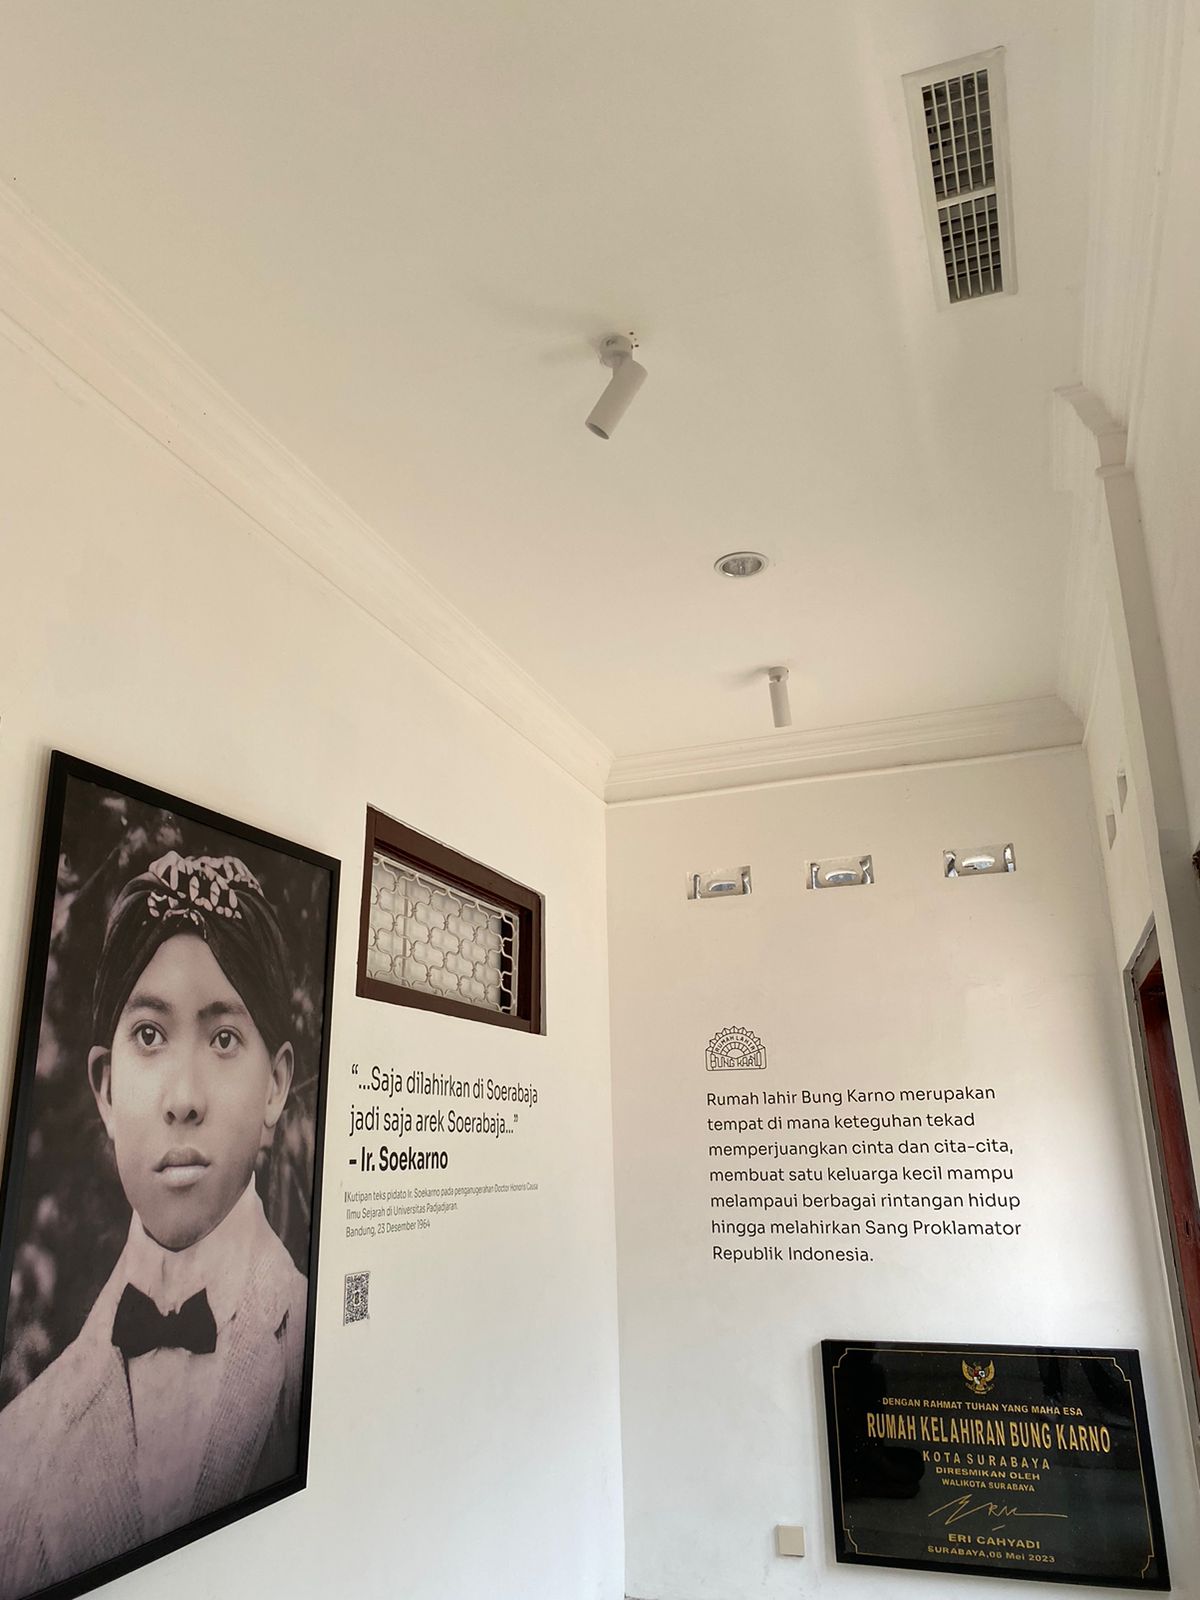 “...Saja dilahirkan di Soerabaja
jadi saja arek Soerabaja...”
- Ir. Soekarno
Kutipan teks pidato Ir. Soekarno pada penganugerahan Doctor Honoris Causa
Ilmu Sejarah di Universitas Padjadjaran.
Bandung, 23 Desember 1964
RUMAH LAHIR
BUNG KARNO
Rumah lahir Bung Karno merupakan
tempat di mana keteguhan tekad
memperjuangkan cinta dan cita-cita,
membuat satu keluarga kecil mampu
melampaui berbagai rintangan hidup
hingga melahirkan Sang Proklamator
Republik Indonesia.
DENGAN RAHMAT TUHAN YANG MAHA ESA
RUMAH KELAHIRAN BUNG KARNO
KOTA SURABAYA
DIRESMIKAN OLEH
WALIKOTA SURABAYA
ERI CAHYADI
SURABAYA,06 Mei 2023